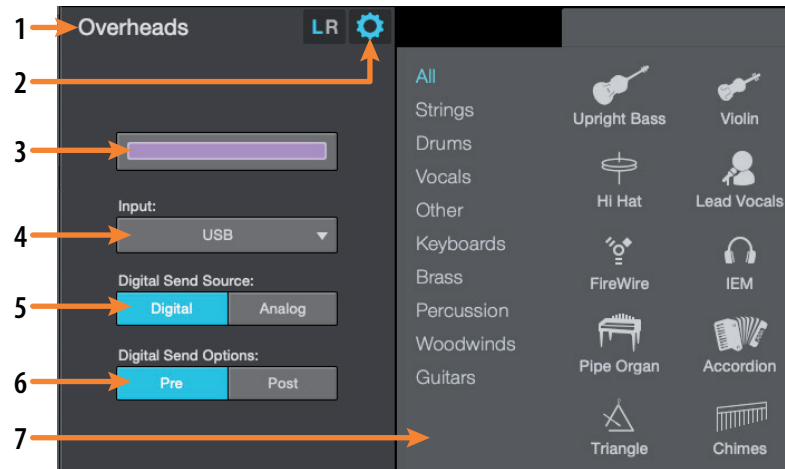 1
Overheads
LR
2
3
Input:
4
USB
Digital Send Source:
5
Digital
Analog
Digital Send Options:
6
Pre
Post
7
All
Strings
Drums
Vocals
Other
Keyboards
Brass
Percussion
Woodwinds
Guitars
Upright Bass
Violin
Hi Hat
Lead Vocals
FireWire
IEM
Pipe Organ
Accordion
Triangle
Chimes